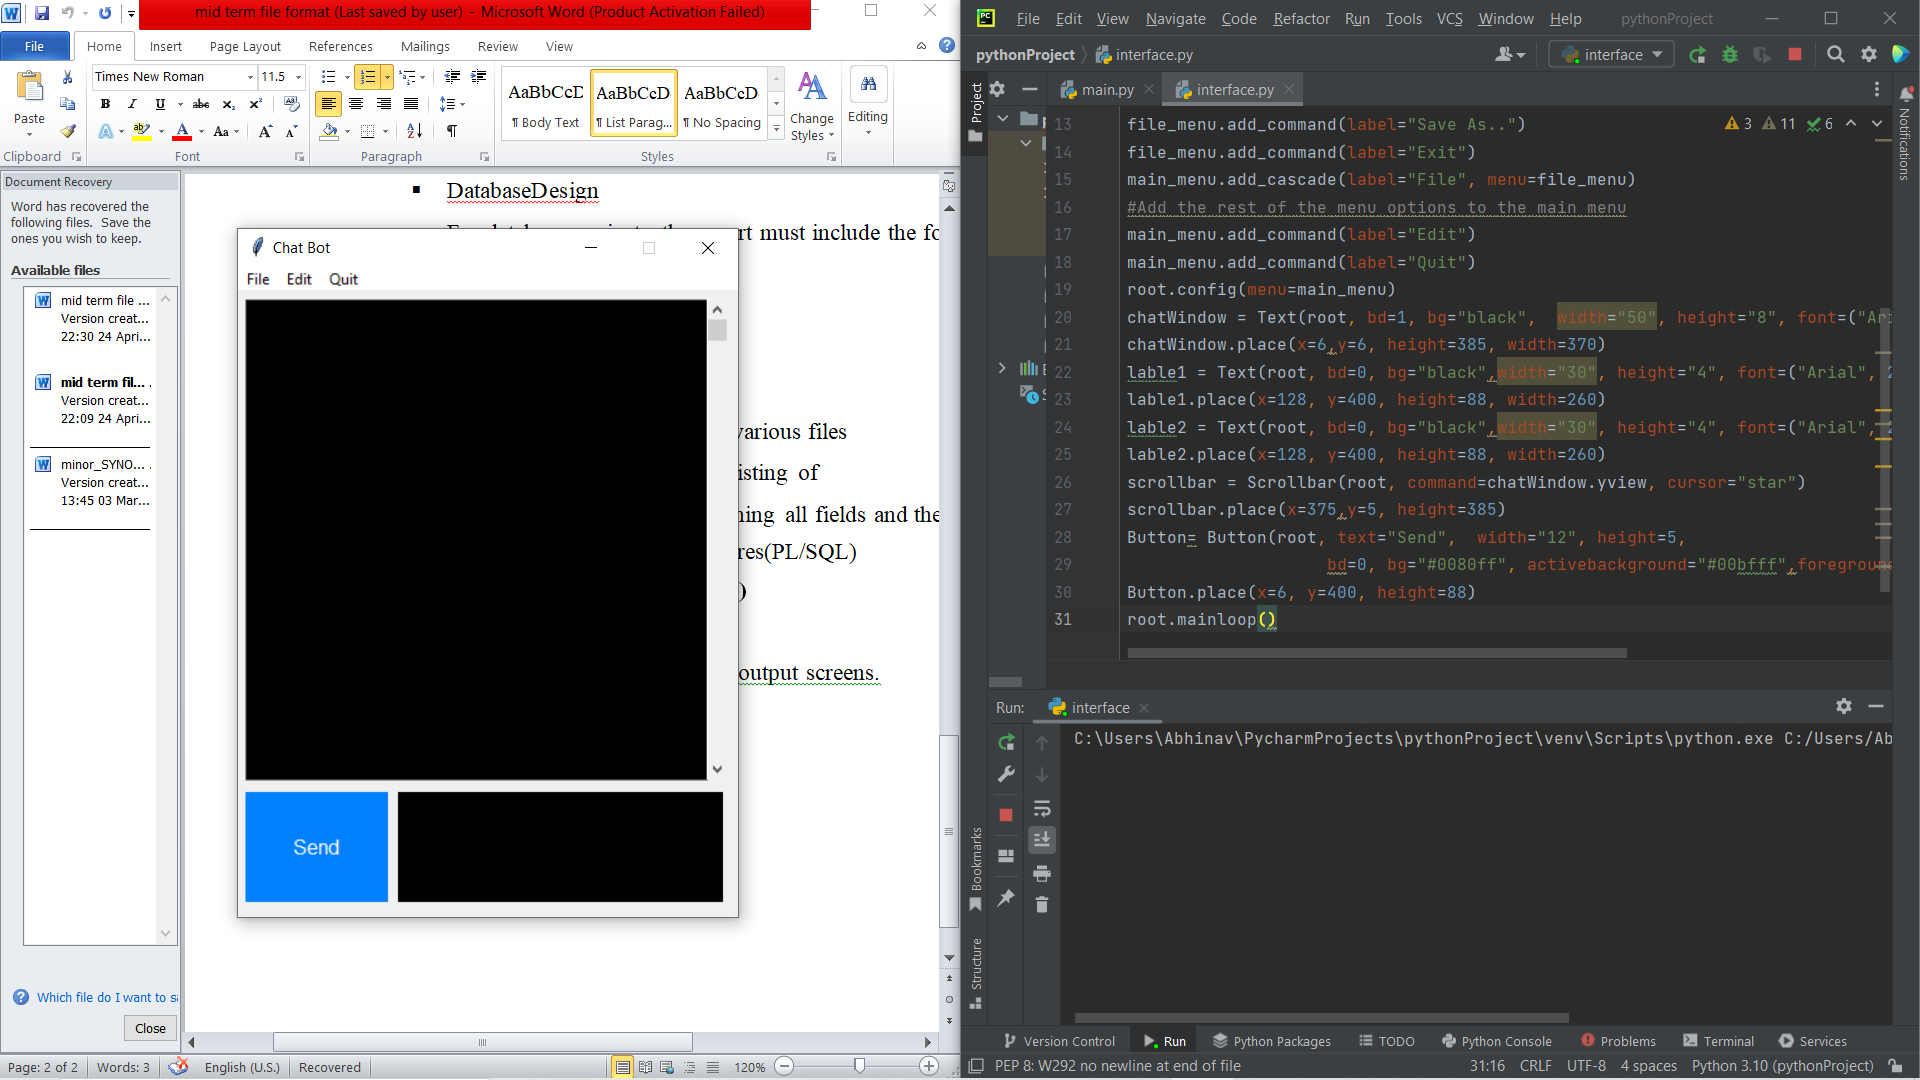 mid term file format (Last saved by user) - Microsoft Word (Product Activation Failed)
File
Home
Insert
Page Layout
References
Mailings
Review
View
Paste
Clipboard
Times New Roman
11.5
Font
Paragraph
AaBbCcD
¶ Body Text
AaBbCcD
¶ List Parag...
AaBbCcD
¶ No Spacing
Styles
Change Styles
Editing
Document Recovery
Word has recovered the
following files. Save the
ones you wish to keep.
Available files
mid term file ...
Version creat...
22:30 24 Apri...
mid term fil...
Version creat...
22:09 24 Apri...
minor_SYNO...
Version creat...
13:45 03 Mar...
Which file do I want to sa
Close
DatabaseDesign
rt must include the fo
various files
isting of
ning all fields and the
res(PL/SQL)
)
output screens.
Chat Bot
File Edit Quit
Send
Page: 2 of 2
Words: 3
English (U.S.)
Recovered
120%
File Edit View Navigate Code Refactor Run Tools VCS Window Help pythonProject
pythonProject
interface.py
interface
main.py
interface.py
Project
Notifications
3 11 6
13 file_menu.add_command(label="Save As..")
14 file_menu.add_command(label="Exit")
15 main_menu.add_cascade(label="File", menu=file_menu)
16 #Add the rest of the menu options to the main menu
17 main_menu.add_command(label="Edit")
18 main_menu.add_command(label="Quit")
19 root.config(menu=main_menu)
20 chatWindow = Text(root, bd=1, bg="black",  width="50", height="8", font=("Ar
21 chatWindow.place(x=6,y=6, height=385, width=370)
22 lable1 = Text(root, bd=0, bg="black",width="30", height="4", font=("Arial", 2
23 lable1.place(x=128, y=400, height=88, width=260)
24 lable2 = Text(root, bd=0, bg="black",width="30", height="4", font=("Arial", 2
25 lable2.place(x=128, y=400, height=88, width=260)
26 scrollbar = Scrollbar(root, command=chatWindow.yview, cursor="star")
27 scrollbar.place(x=375,y=5, height=385)
28 Button= Button(root, text="Send",  width="12", height=5,
29 bd=0, bg="#0080ff", activebackground="#00bfff",foregroun
30 Button.place(x=6, y=400, height=88)
31 root.mainloop()
Run:
interface
C:\Users\Abhinav\PycharmProjects\pythonProject\venv\Scripts\python.exe C:/Users/Ab
Bookmarks
Structure
Version Control
Run
Python Packages
TODO
Python Console
Problems
Terminal
Services
PEP 8: W292 no newline at end of file
31:16
CRLF
UTF-8
4 spaces
Python 3.10 (pythonProject)